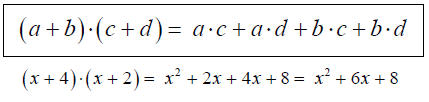 (a + b)·(c + d) = a·c + a·d + b·c + b·d
(x + 4)·(x + 2) = x² + 2x + 4x + 8 = x² + 6x + 8